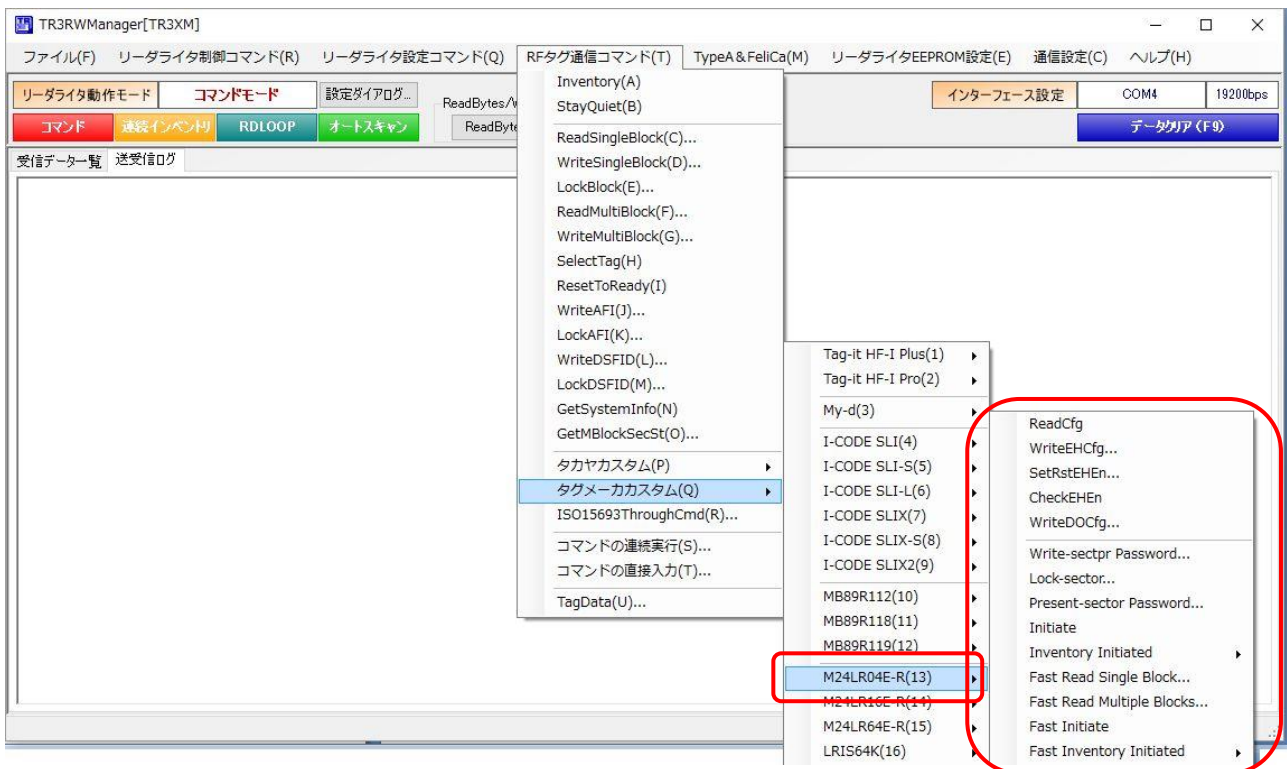 TR3RWManager[TR3XM]
ファイル(F) リーダライタ制御コマンド(R) リーダライタ設定コマンド(Q) RFタグ通信コマンド(T) TypeA&FeliCa(M) リーダライタEEPROM設定(E) 通信設定(C) ヘルプ(H)
リーダライタ動作モード コマンドモード 設定ダイアログ... ReadBytes/ インターフェース設定 COM4 19200bps
コマンド 連続インベントリ RDLOOP オートスキャン ReadByte データクリア(F9)
受信データ一覧 送受信ログ
Inventory(A)
StayQuiet(B)
ReadSingleBlock(C)...
WriteSingleBlock(D)...
LockBlock(E)...
ReadMultiBlock(F)...
WriteMultiBlock(G)...
SelectTag(H)
ResetToReady(I)
WriteAFI(J)...
LockAFI(K)...
WriteDSFID(L)...
LockDSFID(M)...
GetSystemInfo(N)
GetMBlockSecSt(O)...
タカヤカスタム(P)
タグメーカカスタム(Q)
ISO15693ThroughCmd(R)...
コマンドの連続実行(S)...
コマンドの直接入力(T)...
TagData(U)...
Tag-it HF-I Plus(1)
Tag-it HF-I Pro(2)
My-d(3)
I-CODE SLI(4)
I-CODE SLI-S(5)
I-CODE SLI-L(6)
I-CODE SLIX(7)
I-CODE SLIX-S(8)
I-CODE SLIX2(9)
MB89R112(10)
MB89R118(11)
MB89R119(12)
M24LR04E-R(13)
M24LR16E-R(14)
M24LR64E-R(15)
LRIS64K(16)
ReadCfg
WriteEHCfg...
SetRstEHEn...
CheckEHEn
WriteDOCfg...
Write-sectpr Password...
Lock-sector...
Present-sector Password...
Initiate
Inventory Initiated
Fast Read Single Block...
Fast Read Multiple Blocks...
Fast Initiate
Fast Inventory Initiated